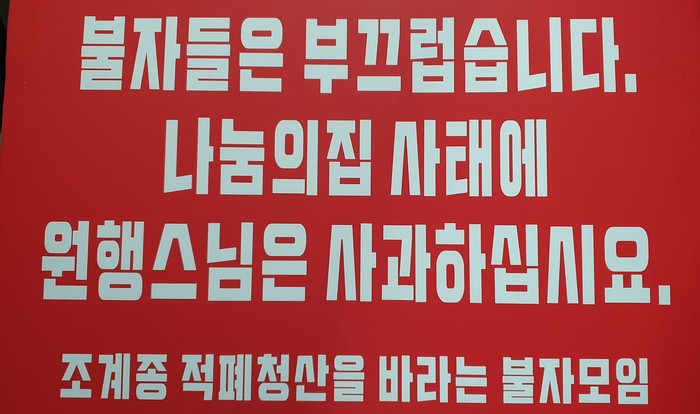 불자들은 부끄럽습니다.
나눔의집 사태에
원행스님은 사과하십시요.
조계종 적폐청산을 바라는 불자모임